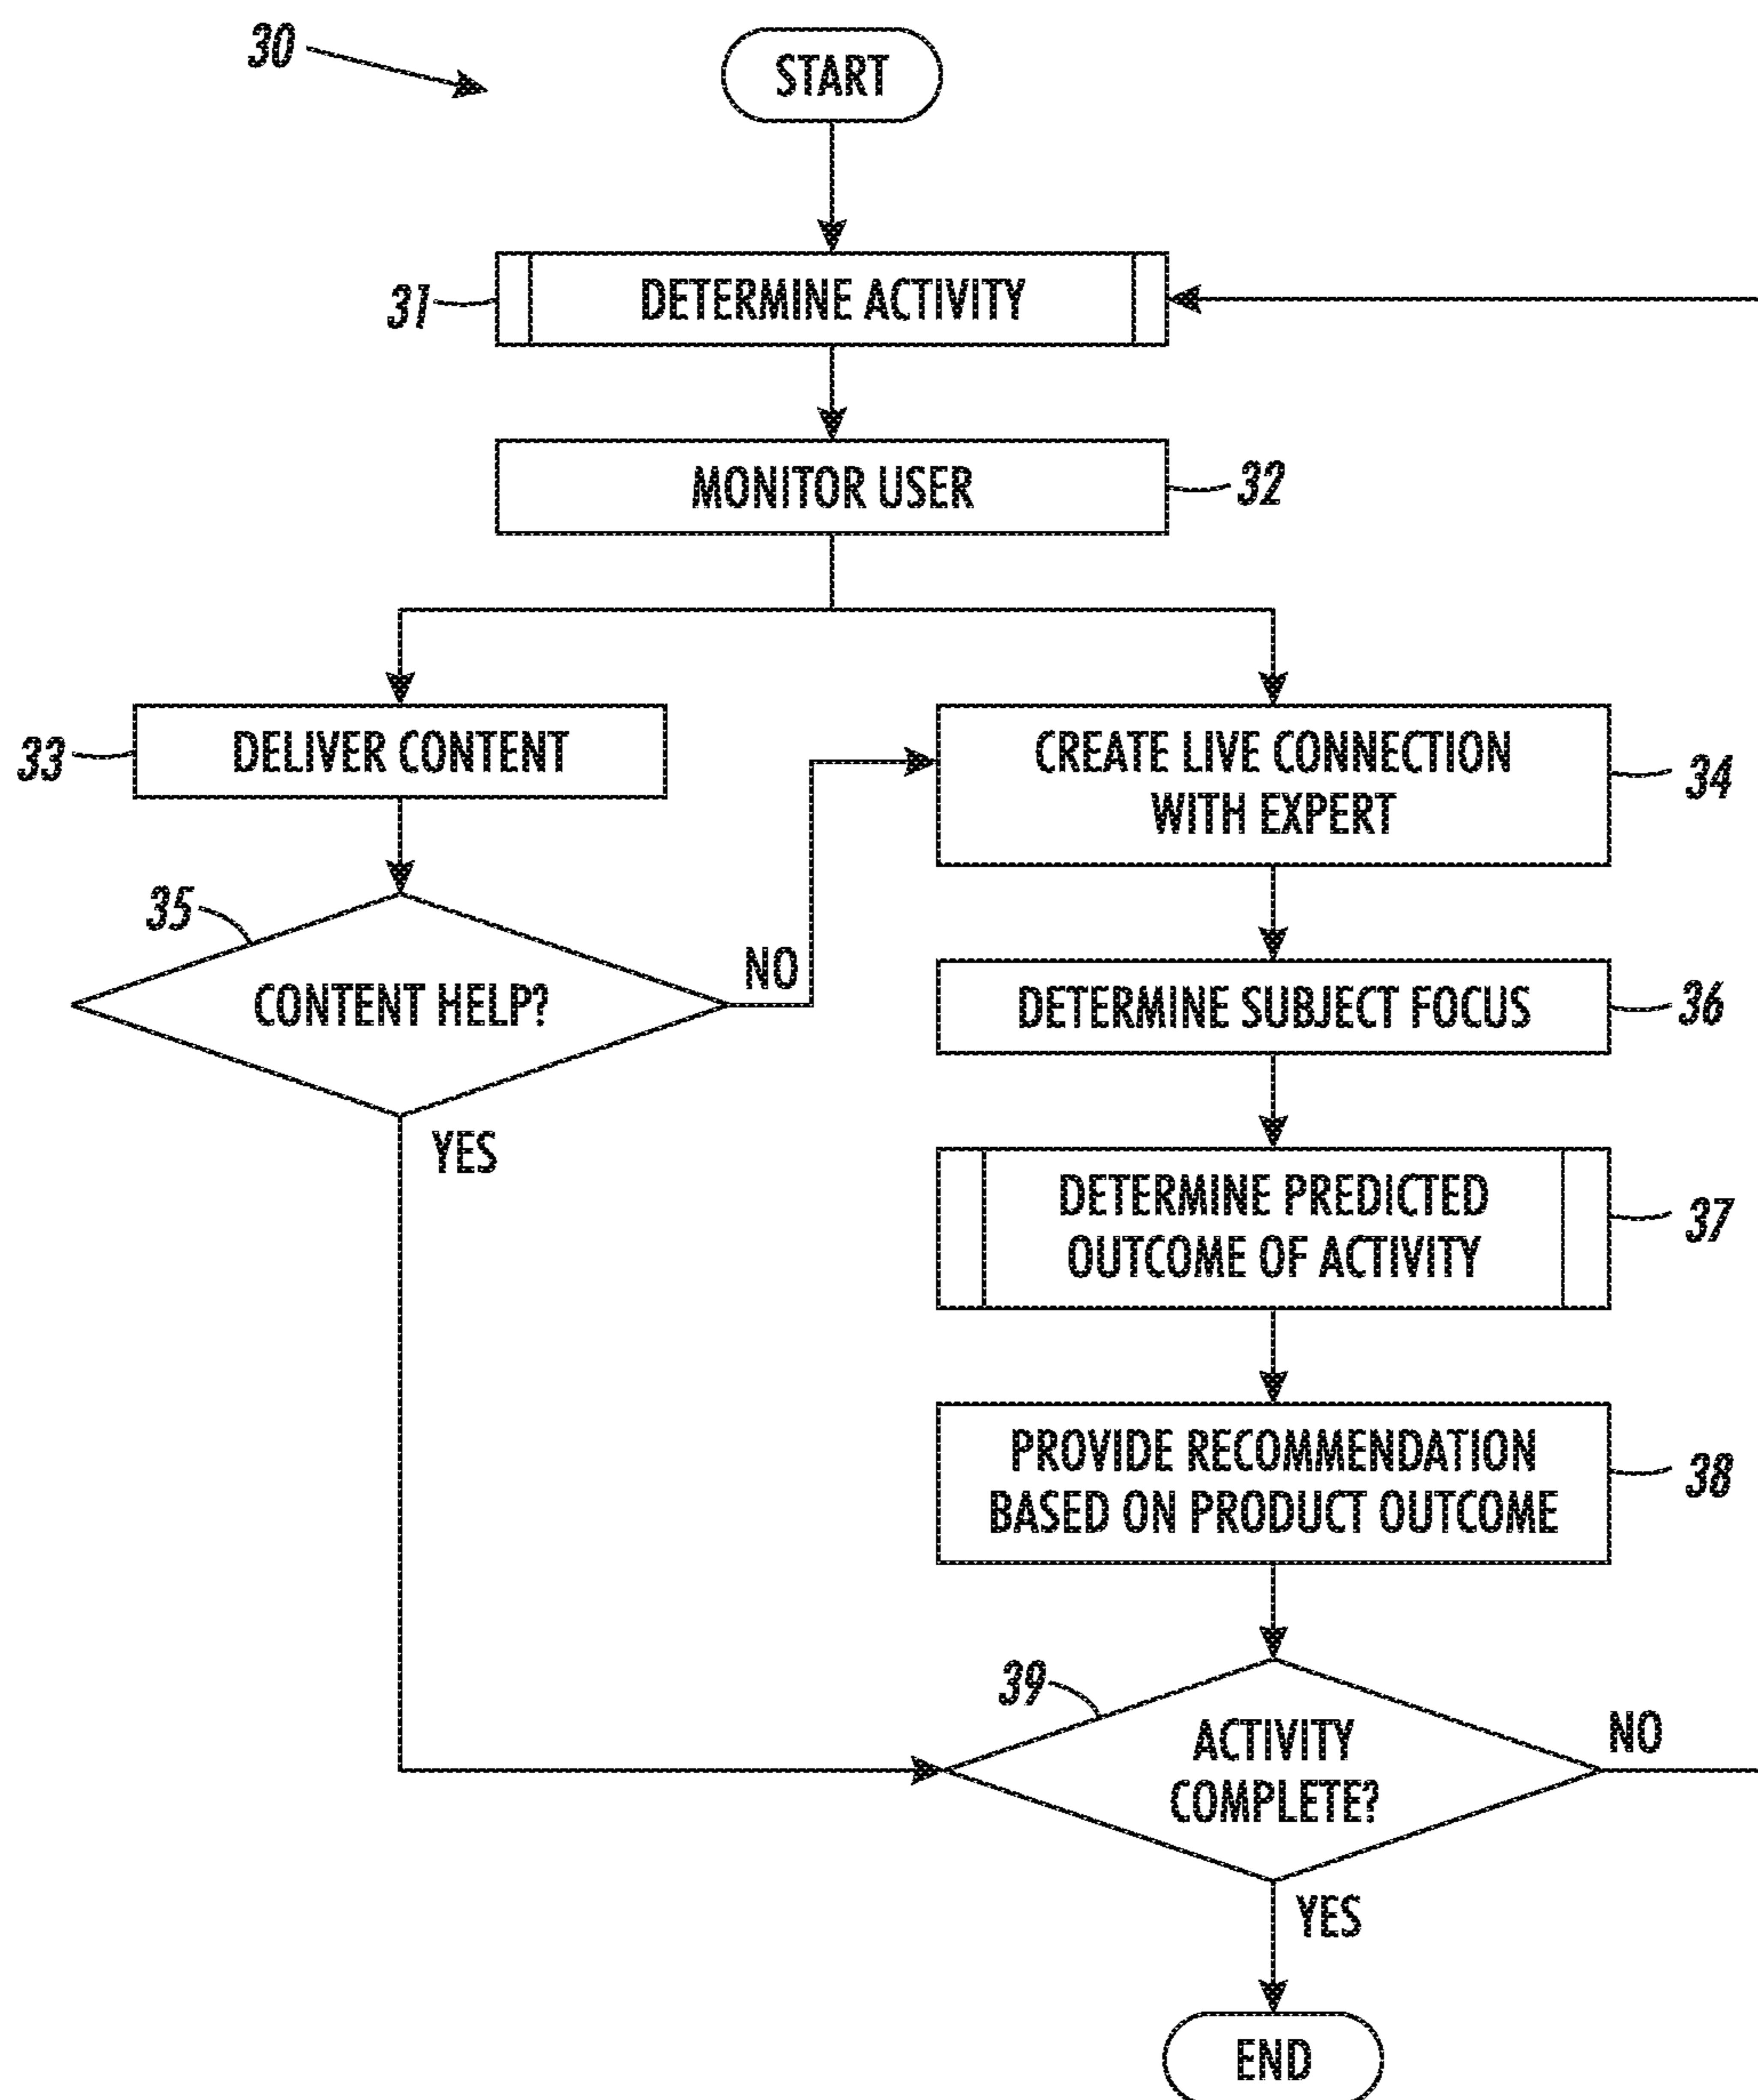 30
START
31
DETERMINE ACTIVITY
MONITOR USER
32
33
DELIVER CONTENT
CREATE LIVE CONNECTION
WITH EXPERT
34
35
CONTENT HELP?
NO
YES
DETERMINE SUBJECT FOCUS
36
DETERMINE PREDICTED
OUTCOME OF ACTIVITY
37
PROVIDE RECOMMENDATION
BASED ON PRODUCT OUTCOME
38
39
ACTIVITY
COMPLETE?
NO
YES
END